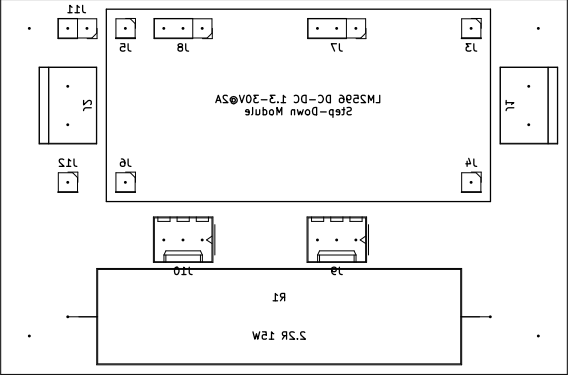 J11
J5
J8
J7
J3
J2
LM2596 DC-DC 1.3-30V@2A
Step-Down Module
J1
J12
J6
J4
J10
J9
R1
2.2R 15W